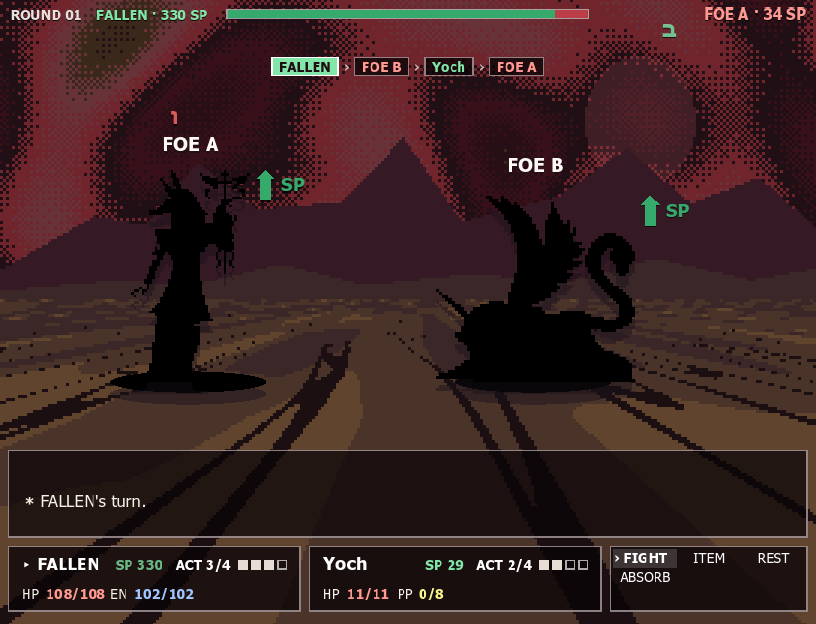 ROUND 01 FALLEN · 330 SP FOE A · 34 SP
ב
FALLEN › FOE B › Yoch › FOE A
ר
FOE A
FOE B
SP
SP
* FALLEN's turn.
▸ FALLEN SP 330 ACT 3/4
HP 108/108 EN 102/102
Yoch SP 29 ACT 2/4
HP 11/11 PP 0/8
› FIGHT ITEM REST
ABSORB